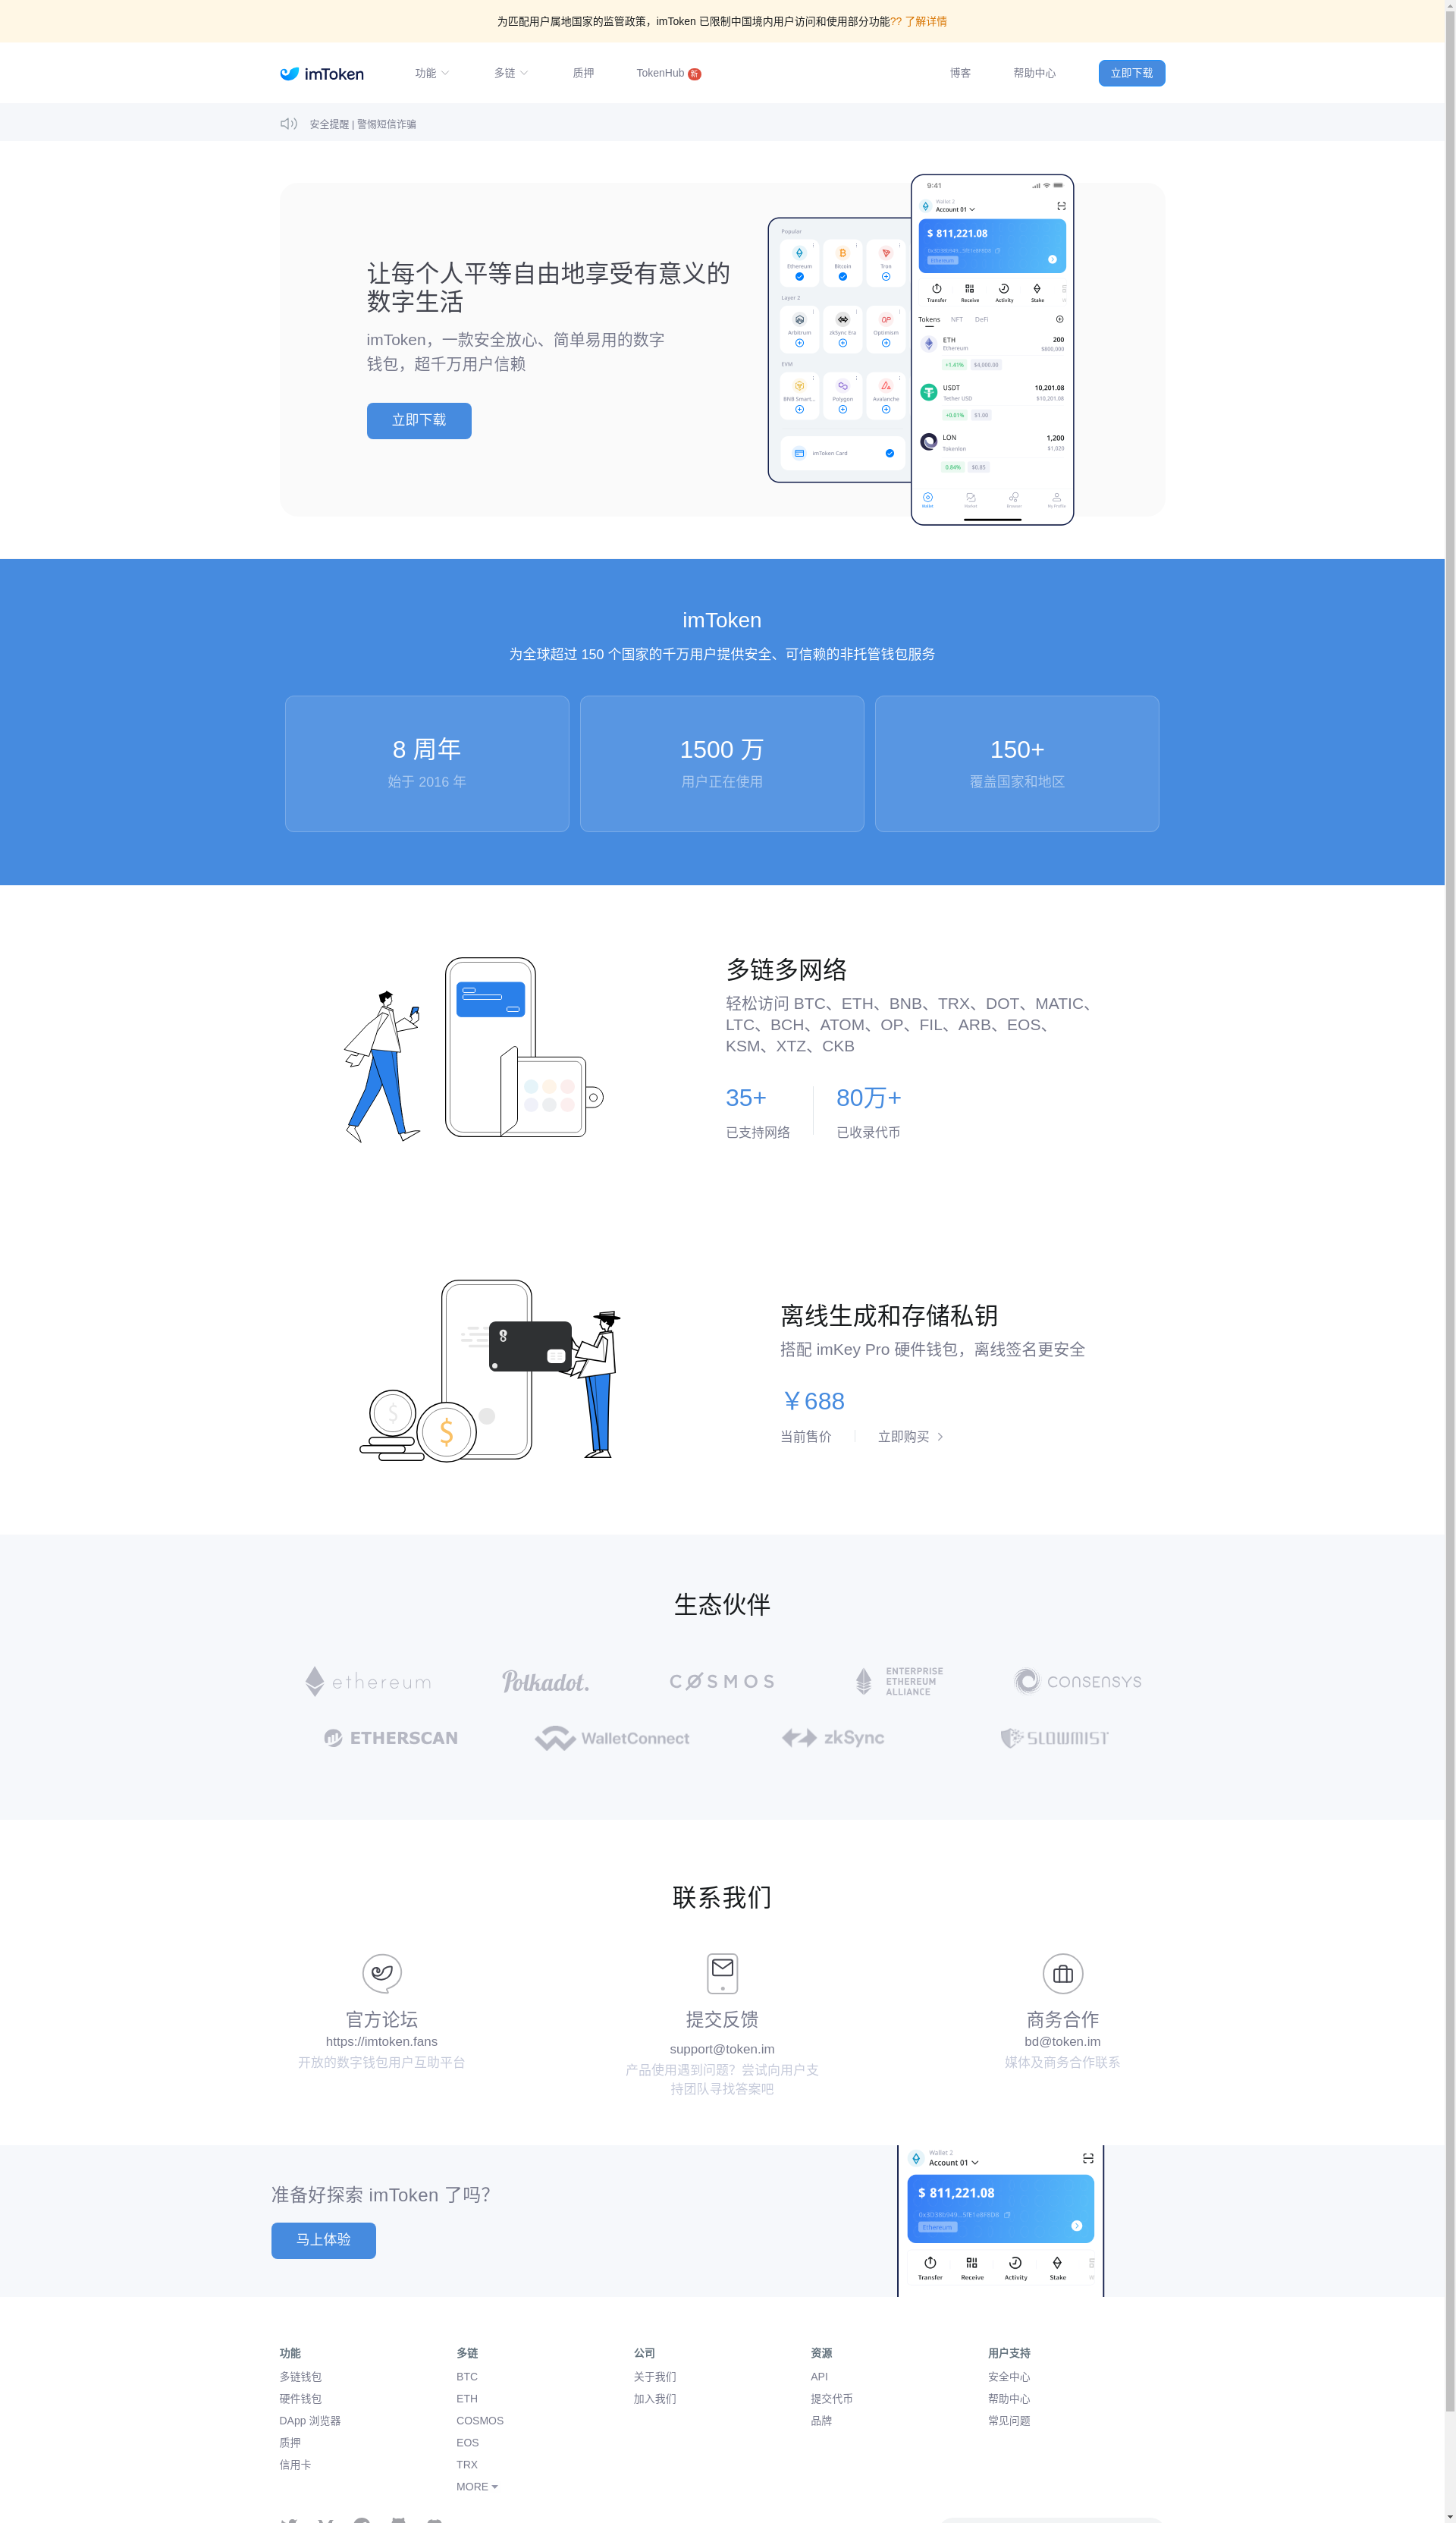 为匹配用户属地国家的监管政策，imToken 已限制中国境内用户访问和使用部分功能?? 了解详情
imToken
功能
多链
质押
TokenHub 新
博客
帮助中心
立即下载
安全提醒 | 警惕短信诈骗
让每个人平等自由地享受有意义的
数字生活
imToken，一款安全放心、简单易用的数字
钱包，超千万用户信赖
立即下载
Popular
Ethereum
Bitcoin
Tron
Layer 2
Arbitrum
zkSync Era
Optimism
EVM
BNB Smart...
Polygon
Avalanche
imToken Card
9:41
Wallet 2
Account 01
$ 811,221.08
Ethereum
Transfer
Receive
Activity
Stake
Tokens
NFT
DeFi
ETH
200
Ethereum
$800,000
+1.41%
$4,000.00
USDT
10,201.08
Tether USD
$10,201.08
+0.01%
$1.00
LON
1,200
Tokenlon
$1,020
0.84%
$0.85
Wallet
Market
Browser
My Profile
imToken
为全球超过 150 个国家的千万用户提供安全、可信赖的非托管钱包服务
8 周年
始于 2016 年
1500 万
用户正在使用
150+
覆盖国家和地区
多链多网络
轻松访问 BTC、ETH、BNB、TRX、DOT、MATIC、
LTC、BCH、ATOM、OP、FIL、ARB、EOS、
KSM、XTZ、CKB
35+
已支持网络
80万+
已收录代币
离线生成和存储私钥
搭配 imKey Pro 硬件钱包，离线签名更安全
￥688
当前售价
立即购买
生态伙伴
ethereum
Polkadot.
COSMOS
ENTERPRISE
ETHEREUM
ALLIANCE
CONSENSYS
ETHERSCAN
WalletConnect
zkSync
SLOWMIST
联系我们
官方论坛
https://imtoken.fans
开放的数字钱包用户互助平台
提交反馈
support@token.im
产品使用遇到问题？尝试向用户支
持团队寻找答案吧
商务合作
bd@token.im
媒体及商务合作联系
准备好探索 imToken 了吗？
马上体验
Wallet 2
Account 01
$ 811,221.08
Ethereum
Transfer
Receive
Activity
Stake
功能
多链钱包
硬件钱包
DApp 浏览器
质押
信用卡
多链
BTC
ETH
COSMOS
EOS
TRX
MORE
公司
关于我们
加入我们
资源
API
提交代币
品牌
用户支持
安全中心
帮助中心
常见问题